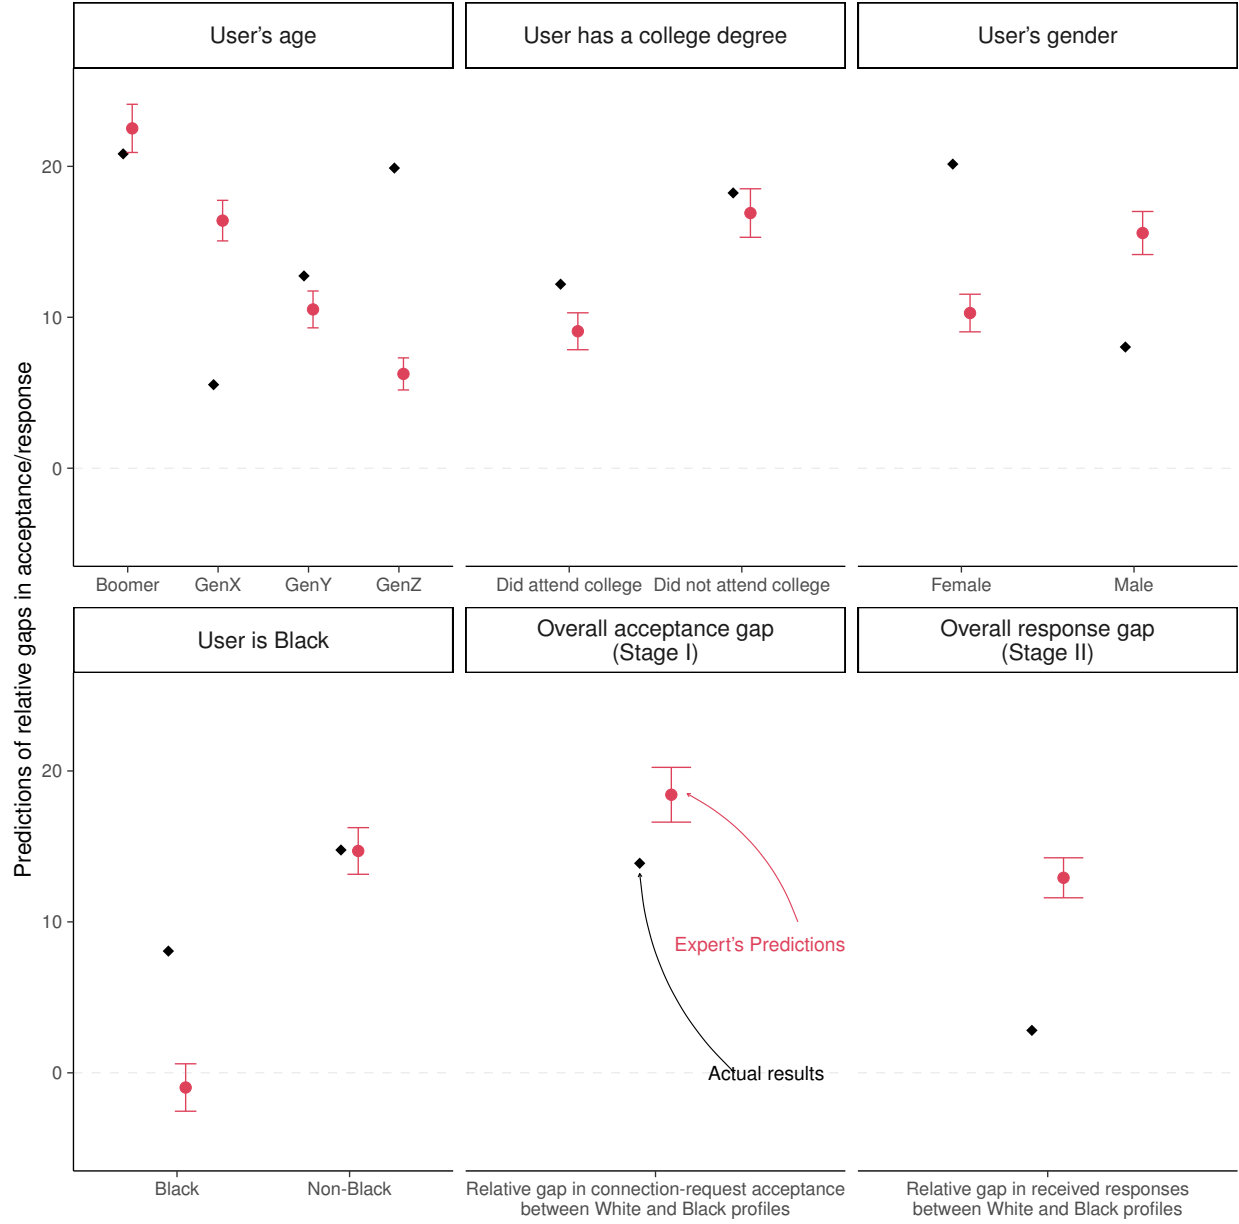 User's age
User has a college degree
User's gender
Predictions of relative gaps in acceptance/response
20
10
0
Boomer
GenX
GenY
GenZ
Did attend college
Did not attend college
Female
Male
User is Black
Overall acceptance gap
(Stage I)
Overall response gap
(Stage II)
20
10
0
Expert's Predictions
Actual results
Black
Non-Black
Relative gap in connection-request acceptance
between White and Black profiles
Relative gap in received responses
between White and Black profiles